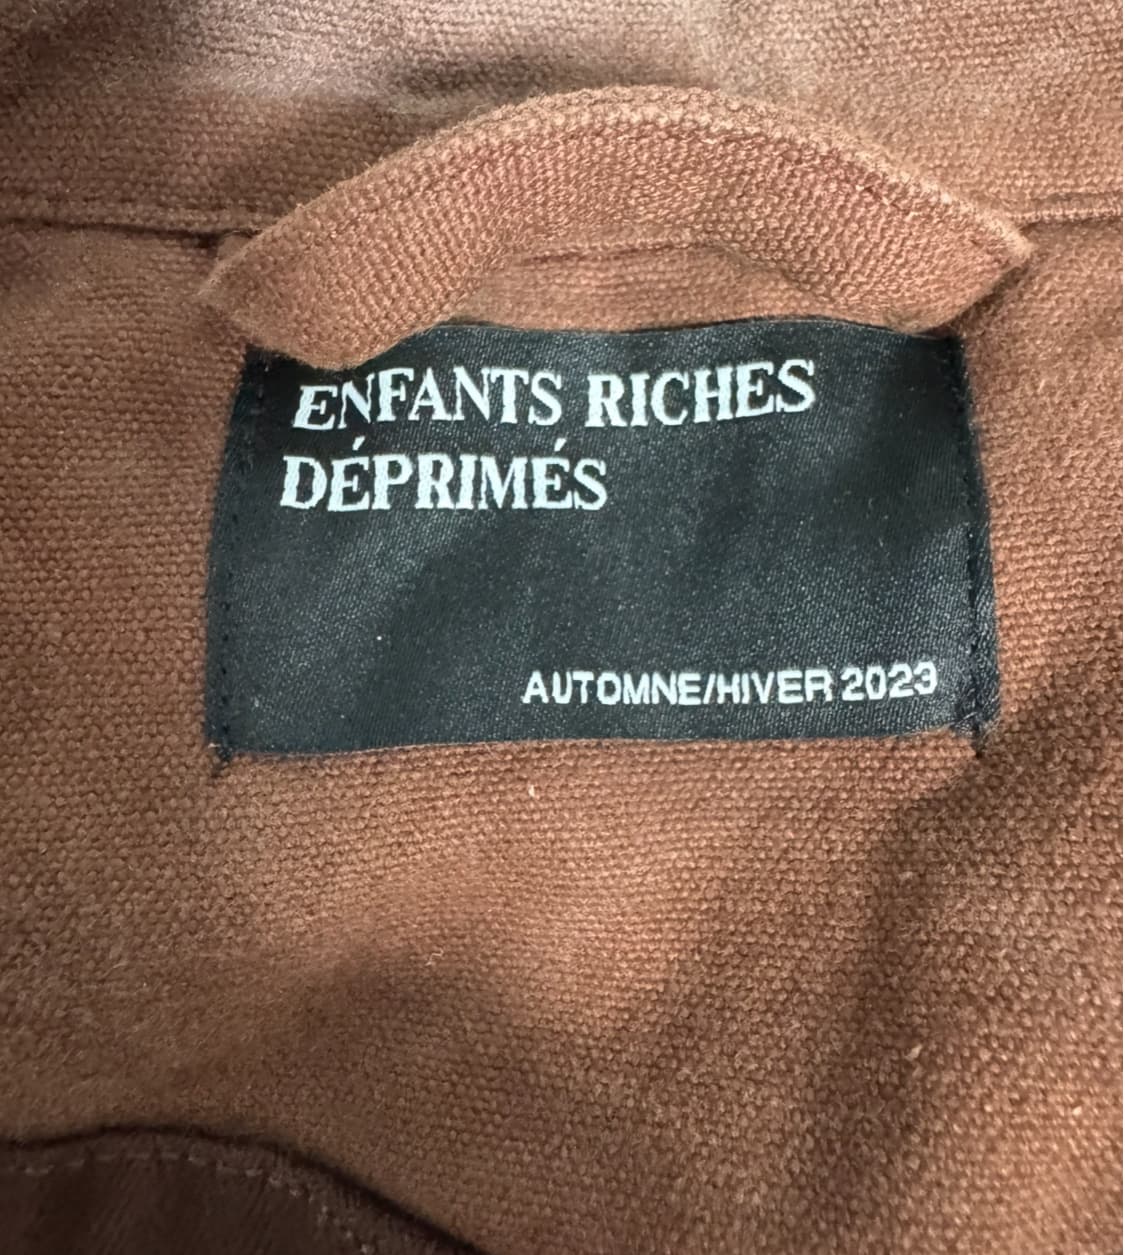 ENFANTS RICHES
DÉPRIMÉS
AUTOMNE/HIVER 2023